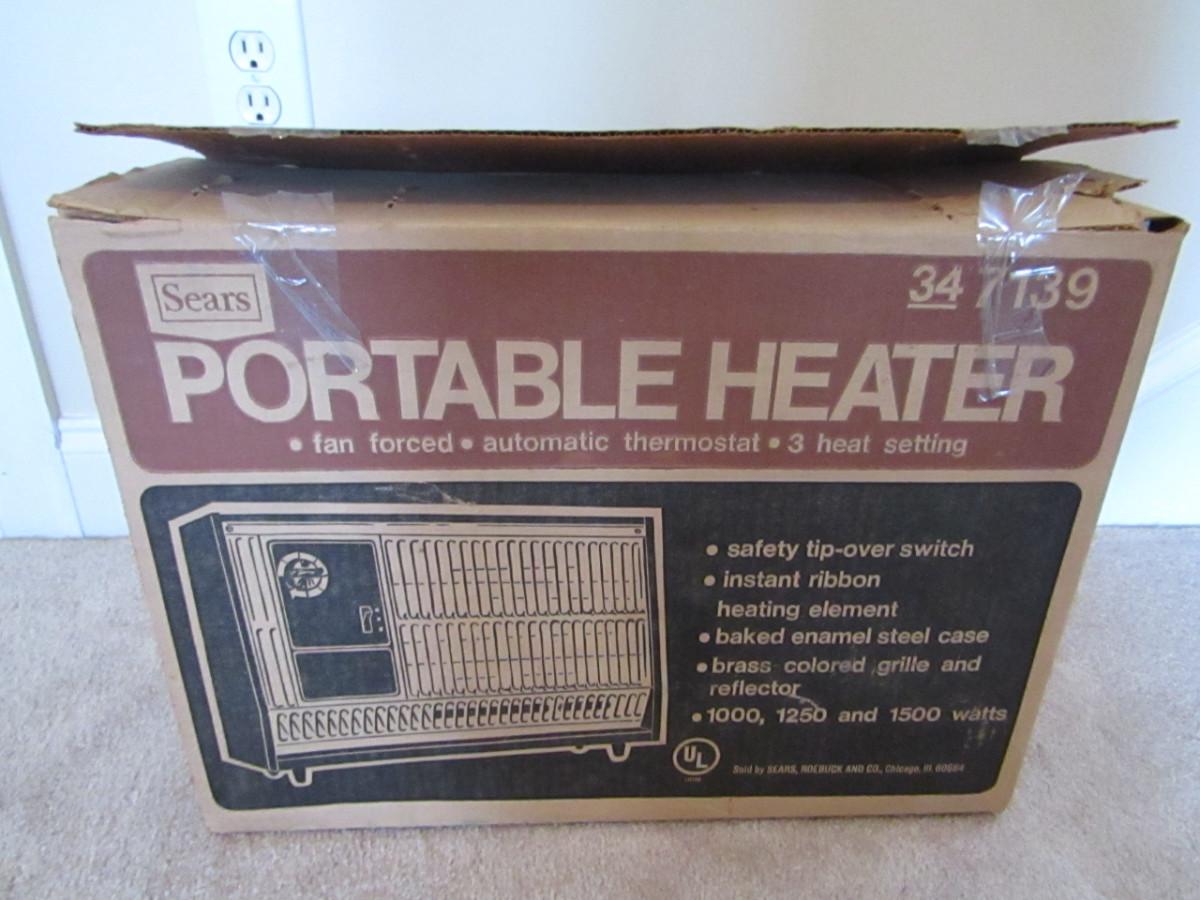 Sears
34 7139
PORTABLE HEATER
• fan forced • automatic thermostat • 3 heat setting
• safety tip-over switch
• instant ribbon
heating element
• baked enamel steel case
• brass colored grille and
reflector
• 1000, 1250 and 1500 watts
UL
LISTED
Sold by SEARS, ROEBUCK AND CO., Chicago, Ill. 60684